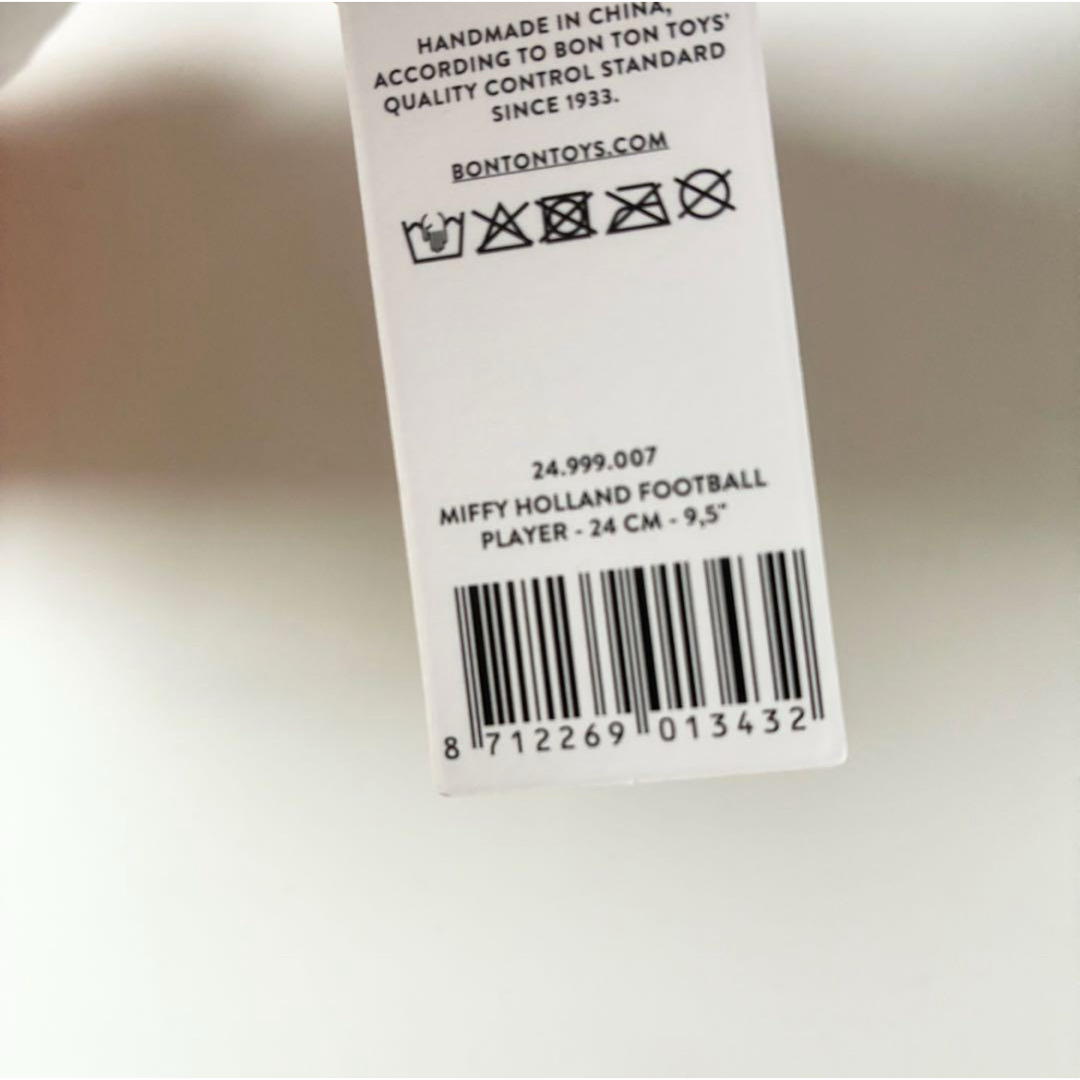 HANDMADE IN CHINA,
ACCORDING TO BON TON TOYS'
QUALITY CONTROL STANDARD
SINCE 1933.
BONTONTOYS.COM
24.999.007
MIFFY HOLLAND FOOTBALL
PLAYER - 24 CM - 9,5"
8 712269 013432